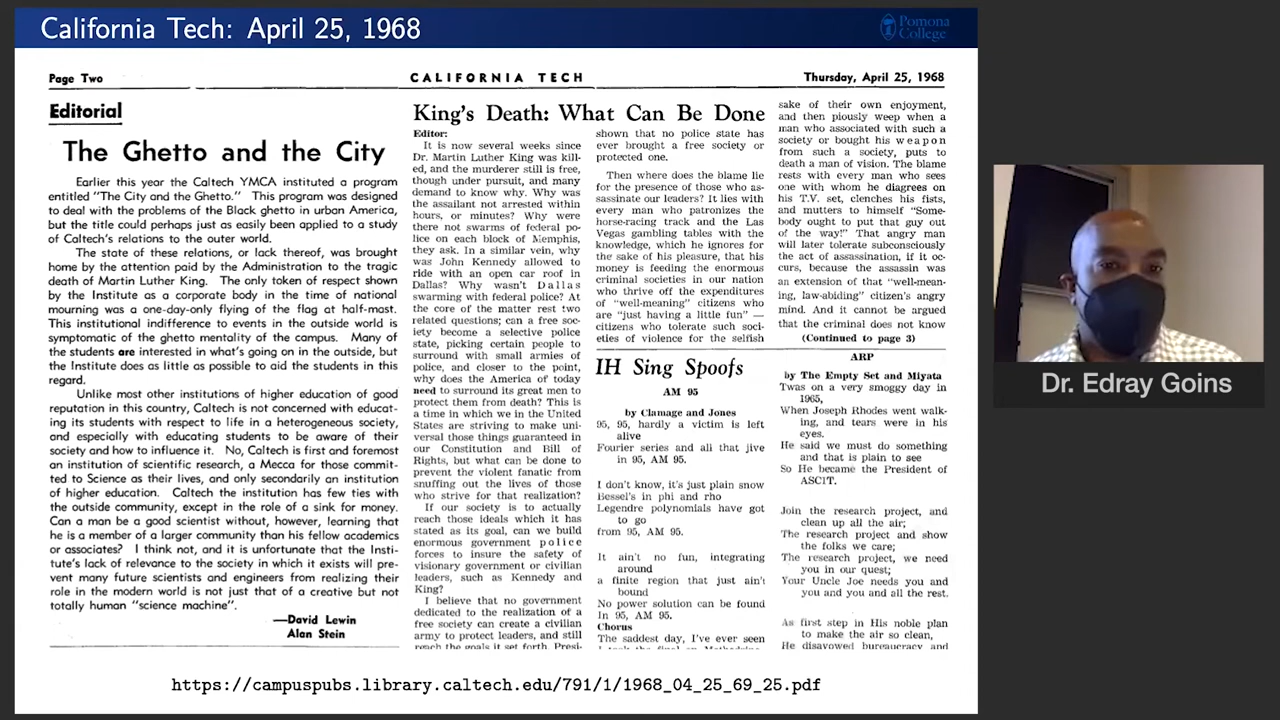 California Tech: April 25, 1968
Pomona
College
Page Two
CALIFORNIA TECH
Thursday, April 25, 1968
Editorial
The Ghetto and the City
Earlier this year the Caltech YMCA instituted a program
entitled "The City and the Ghetto." This program was designed
to deal with the problems of the Black ghetto in urban America,
but the title could perhaps just as easily been applied to a study
of Caltech's relations to the outer world.
The state of these relations, or lack thereof, was brought
home by the attention paid by the Administration to the tragic
death of Martin Luther King. The only token of respect shown
by the Institute as a corporate body in the time of national
mourning was a one-day-only flying of the flag at half-mast.
This institutional indifference to events in the outside world is
symptomatic of the ghetto mentality of the campus. Many of
the students are interested in what's going on in the outside, but
the Institute does as little as possible to aid the students in this
regard.
Unlike most other institutions of higher education of good
reputation in this country, Caltech is not concerned with educat-
ing its students with respect to life in a heterogeneous society,
and especially with educating students to be aware of their
society and how to influence it. No, Caltech is first and foremost
an institution of scientific research, a Mecca for those commit-
ted to Science as their lives, and only secondarily an institution
of higher education. Caltech the institution has few ties with
the outside community, except in the role of a sink for money.
Can a man be a good scientist without, however, learning that
he is a member of a larger community than his fellow academics
or associates? I think not, and it is unfortunate that the Insti-
tute's lack of relevance to the society in which it exists will pre-
vent many future scientists and engineers from realizing their
role in the modern world is not just that of a creative but not
totally human "science machine".
—David Lewin
Alan Stein
King's Death: What Can Be Done
Editor:
It is now several weeks since
Dr. Martin Luther King was kill-
ed, and the murderer still is free,
though under pursuit, and many
demand to know why. Why was
the assailant not arrested within
hours, or minutes? Why were
there not swarms of federal po-
lice on each block of Memphis,
they ask. In a similar vein, why
was John Kennedy allowed to
ride with an open car roof in
Dallas? Why wasn't Dallas
swarming with federal police? At
the core of the matter rest two
related questions; can a free soc-
iety become a selective police
state, picking certain people to
surround with small armies of
police, and closer to the point,
why does the America of today
need to surround its great men to
protect them from death? This is
a time in which we in the United
States are striving to make uni-
versal those things guaranteed in
our Constitution and Bill of
Rights, but what can be done to
prevent the violent fanatic from
snuffing out the lives of those
who strive for that realization?
If our society is to actually
reach those ideals which it has
stated as its goal, can we build
enormous government police
forces to insure the safety of
visionary government or civilian
leaders, such as Kennedy and
King?
I believe that no government
dedicated to the realization of a
free society can create a civilian
army to protect leaders, and still
reach the goals it set forth. Presi-
shown that no police state has
ever brought a free society or
protected one.
Then where does the blame lie
for the presence of those who as-
sassinate our leaders? It lies with
every man who patronizes the
horse-racing track and the Las
Vegas gambling tables with the
knowledge, which he ignores for
the sake of his pleasure, that his
money is feeding the enormous
criminal societies in our nation
who thrive off the expenditures
of "well-meaning" citizens who
are "just having a little fun" —
citizens who tolerate such soci-
eties of violence for the selfish
sake of their own enjoyment,
and then piously weep when a
man who associated with such a
society or bought his weapon
from such a society, puts to
death a man of vision. The blame
rests with every man who sees
one with whom he disagrees on
his T.V. set, clenches his fists,
and mutters to himself "Some-
body ought to put that guy out
of the way!" That angry man
will later tolerate subconsciously
the act of assassination, if it oc-
curs, because the assassin was
an extension of that "well-mean-
ing, law-abiding" citizen's angry
mind. And it cannot be argued
that the criminal does not know
(Continued to page 3)
IH Sing Spoofs
AM 95
by Clamage and Jones
95, 95, hardly a victim is left
alive
Fourier series and all that jive
in 95, AM 95.
I don't know, it's just plain snow
Bessel's in phi and rho
Legendre polynomials have got
to go
from 95, AM 95.
It ain't no fun, integrating
around
a finite region that just ain't
bound
No power solution can be found
In 95, AM 95.
Chorus
The saddest day, I've ever seen
ARP
by The Empty Set and Miyata
Twas on a very smoggy day in
1965,
When Joseph Rhodes went walk-
ing, and tears were in his
eyes.
He said we must do something
and that is plain to see
So He became the President of
ASCIT.
Join the research project, and
clean up all the air;
The research project and show
the folks we care;
The research project, we need
you in our quest;
Your Uncle Joe needs you and
you and you and all the rest.
As first step in His noble plan
to make the air so clean,
He disavowed bureaucracy and
https://campuspubs.library.caltech.edu/791/1/1968_04_25_69_25.pdf
Dr. Edray Goins